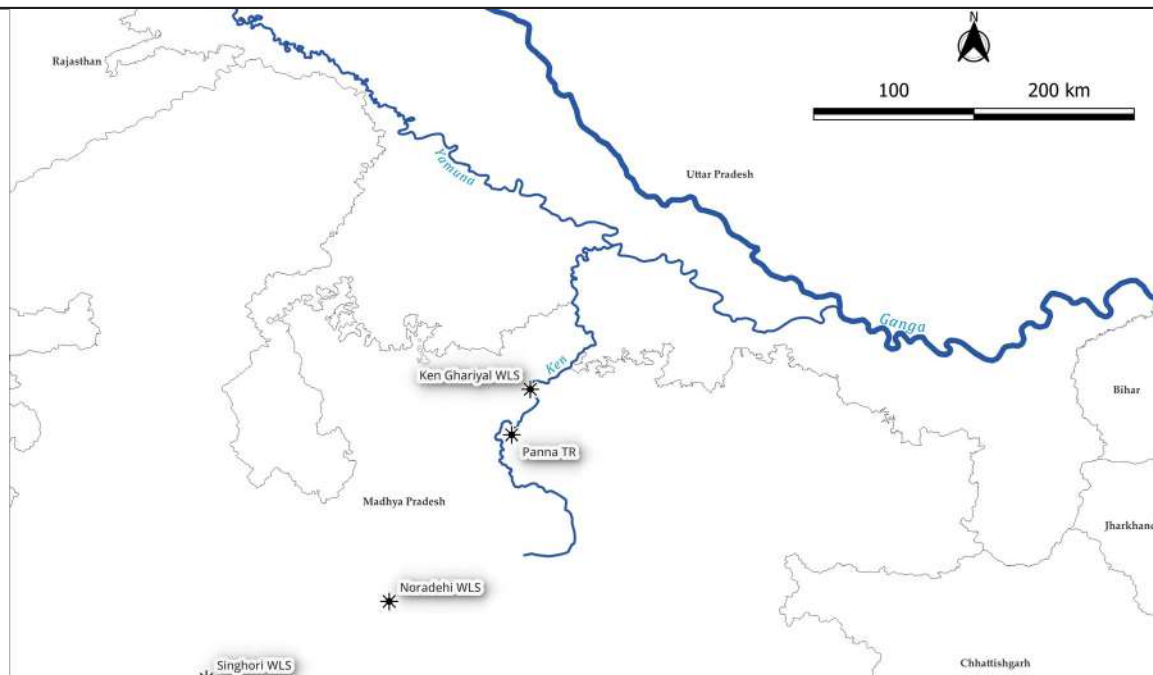 N
Rajasthan
100
200 km
Yamuna
Uttar Pradesh
Ganga
Ken
Ken Ghariyal WLS
Bihar
Panna TR
Madhya Pradesh
Jharkhand
Noradehi WLS
Singhori WLS
Chhattishgarh